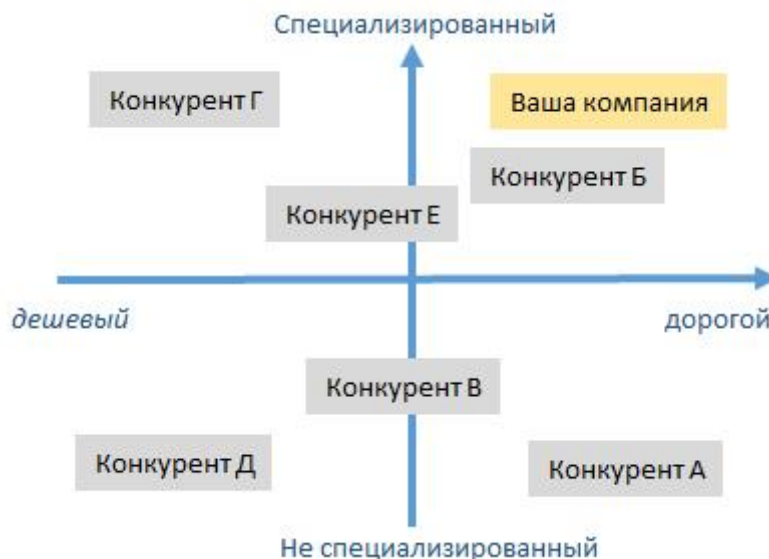 Специализированный
Конкурент Г
Ваша компания
Конкурент Б
Конкурент Е
дешевый
дорогой
Конкурент В
Конкурент Д
Конкурент А
Не специализированный